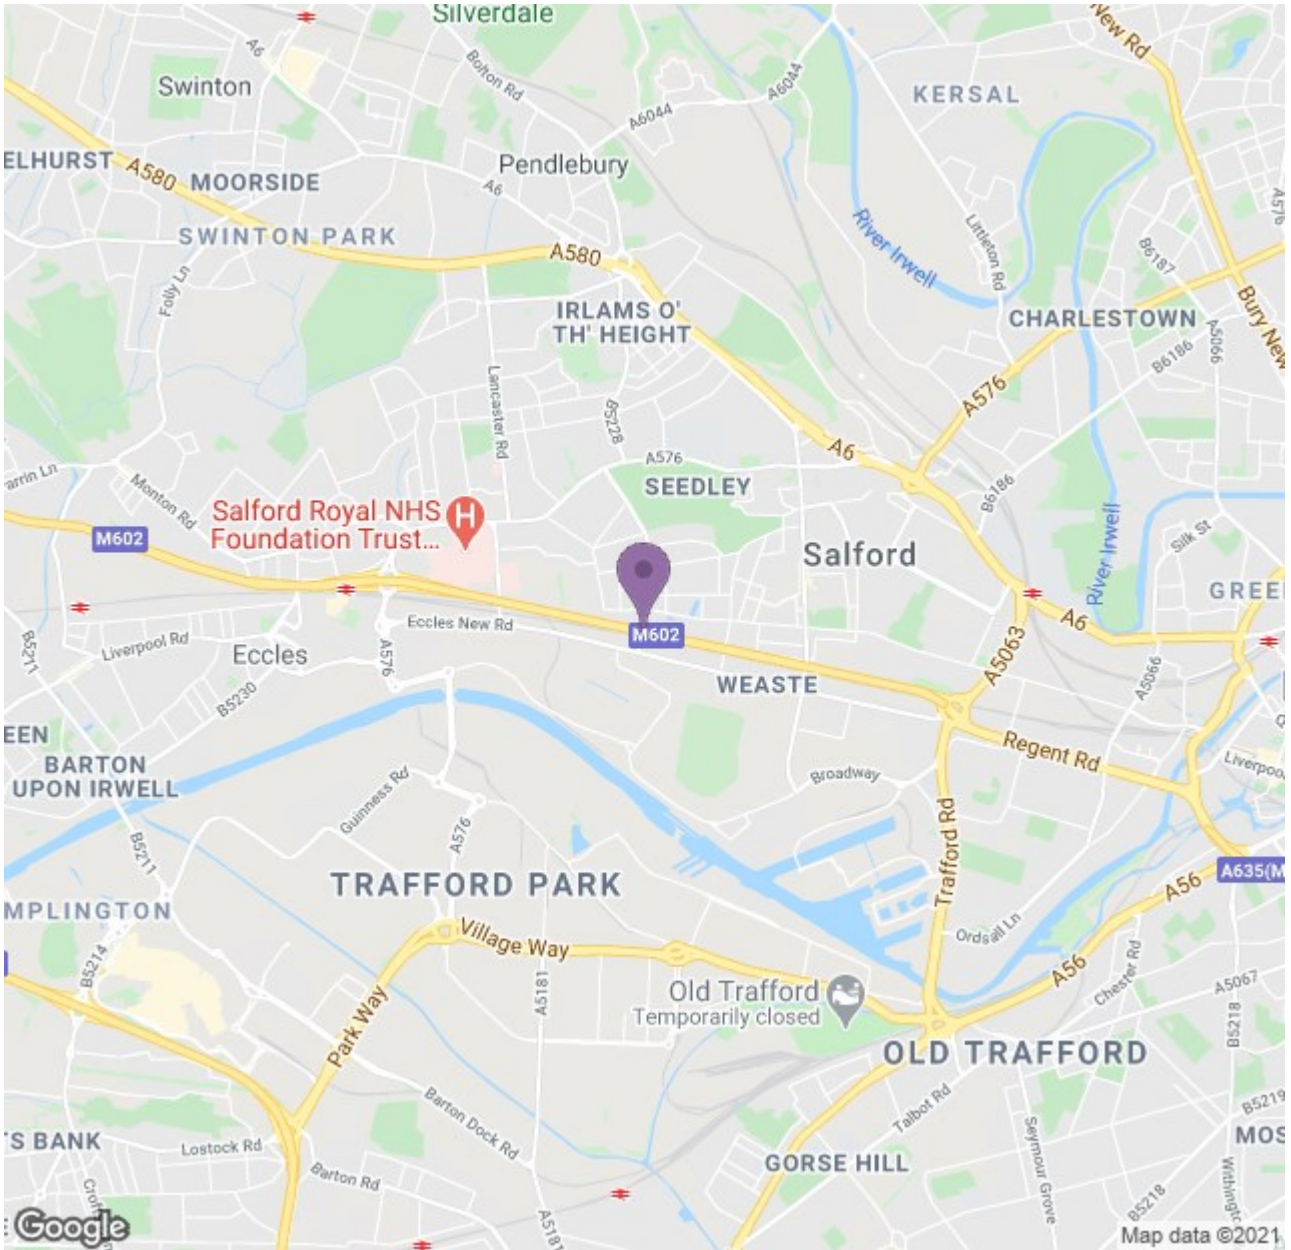 Silverdale
A6
Bolton Rd
New Rd
Swinton
A6044
KERSAL
A6044
ELHURST
A580
MOORSIDE
Pendlebury
A6
SWINTON PARK
A580
River Irwell
Littleton Rd
B6187
A576
Folly Ln
IRLAMS O'
TH' HEIGHT
CHARLESTOWN
Bury New
A5066
B6186
Lancaster Rd
B5228
A576
A6
A576
SEEDLEY
arrin Ln
Monton Rd
B6186
Salford Royal NHS
Foundation Trust...
H
M602
Salford
River Irwell
Silk St
GREE
Eccles New Rd
M602
A6
Liverpool Rd
B5211
Eccles
A576
A5063
A5066
B5230
WEASTE
EEN
BARTON
UPON IRWELL
Regent Rd
Guinness Rd
Broadway
Liverpoo
B5211
A576
Trafford Rd
TRAFFORD PARK
A635(M
A56
MPLINGTON
Village Way
Ordsall Ln
B5214
A5181
A56
Chester Rd
A5067
Old Trafford
Temporarily closed
B5218
Park Way
OLD TRAFFORD
Barton Dock Rd
Talbot Rd
B5219
'S BANK
Lostock Rd
Seymour Grove
MOS
Barton Rd
GORSE HILL
Withingto
Crof
B5218
A5181
Google
Map data ©2021